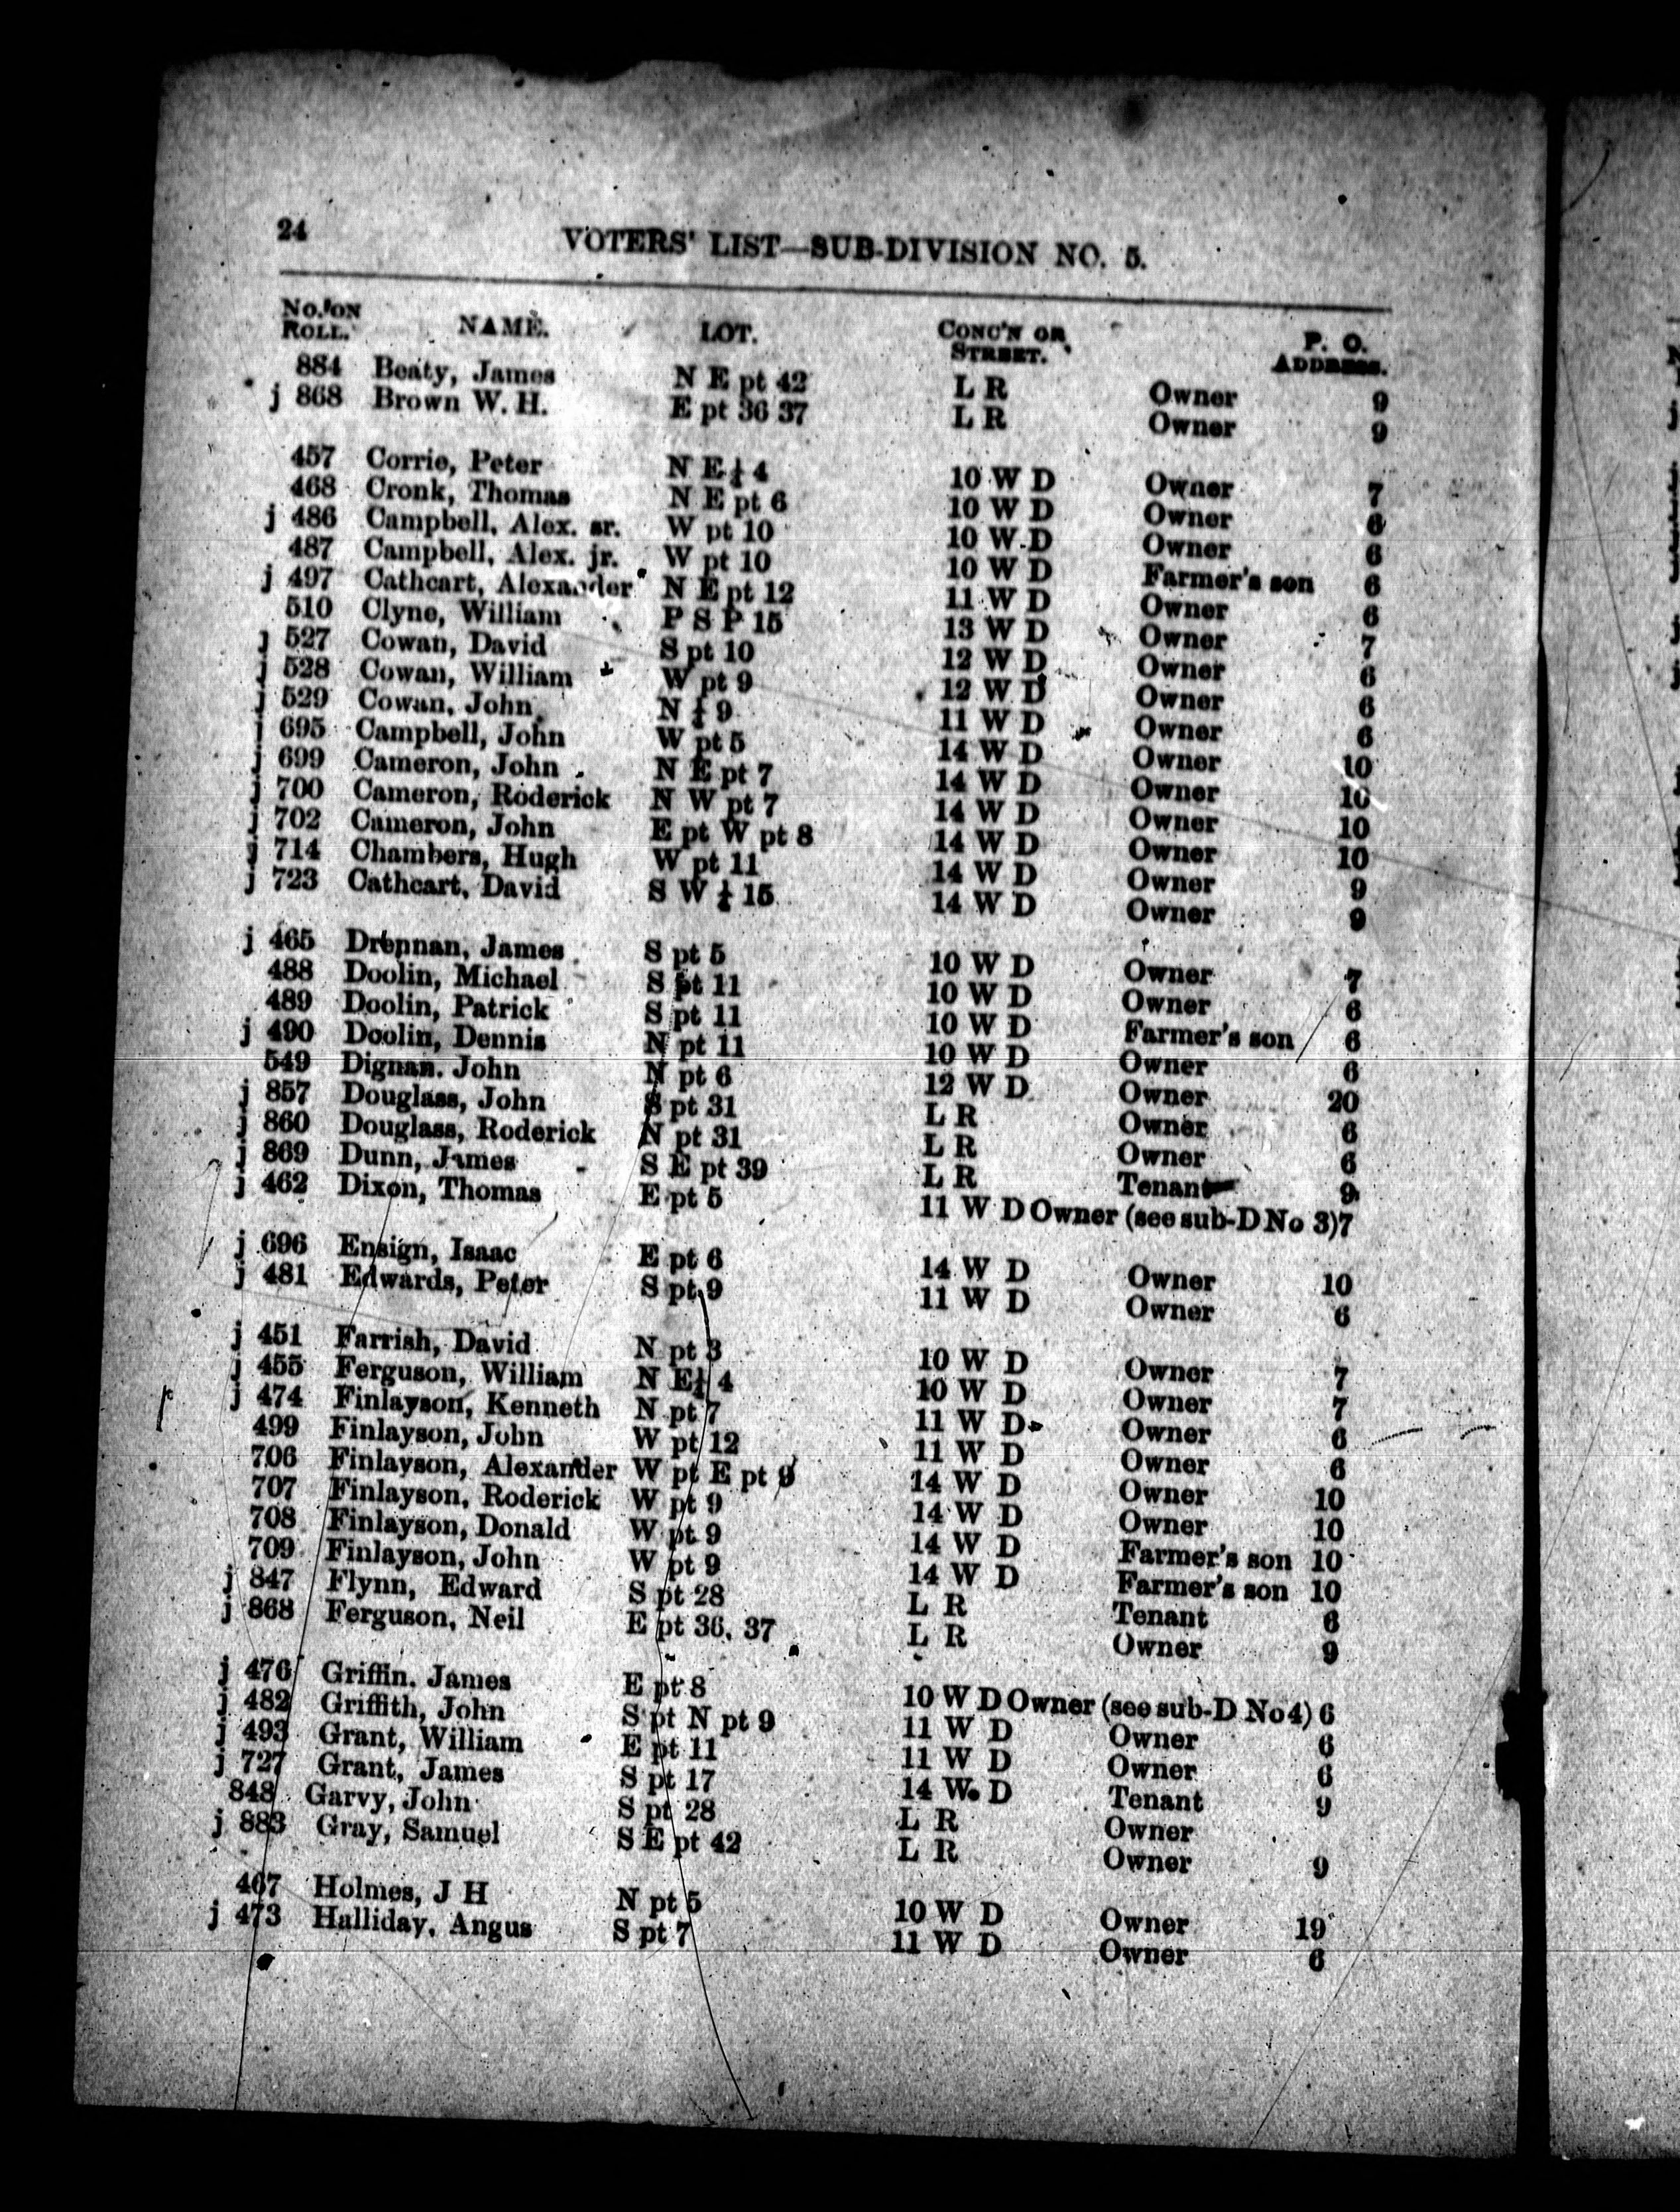 24
VOTERS' LIST—SUB-DIVISION NO. 5.
No. on Roll. NAME. LOT. Conc'n or Street. P. O. Address.
884 Beaty, James N E pt 42 L R Owner 9
j 868 Brown W. H. E pt 36 37 L R Owner 9
457 Corrie, Peter N E ¼ 4 10 W D Owner 7
468 Cronk, Thomas N E pt 6 10 W D Owner 6
j 486 Campbell, Alex. sr. W pt 10 10 W D Owner 6
487 Campbell, Alex. jr. W pt 10 10 W D Farmer's son 6
j 497 Cathcart, Alexander N E pt 12 11 W D Owner 6
510 Clyne, William P S P 15 13 W D Owner 7
j 527 Cowan, David S pt 10 12 W D Owner 6
j 528 Cowan, William W pt 9 12 W D Owner 6
j 529 Cowan, John N 9 11 W D Owner 6
j 695 Campbell, John W pt 5 14 W D Owner 10
j 699 Cameron, John N E pt 7 14 W D Owner 10
j 700 Cameron, Roderick N W pt 7 14 W D Owner 10
j 702 Cameron, John E pt W pt 8 14 W D Owner 10
j 714 Chambers, Hugh W pt 11 14 W D Owner 9
j 723 Cathcart, David S W ¼ 15 14 W D Owner 9
j 465 Drennan, James S pt 5 10 W D Owner 7
488 Doolin, Michael S pt 11 10 W D Owner 6
489 Doolin, Patrick S pt 11 10 W D Farmer's son 6
j 490 Doolin, Dennis N pt 11 10 W D Owner 6
549 Dignan. John N pt 6 12 W D Owner 20
j 857 Douglass, John S pt 31 L R Owner 6
j 860 Douglass, Roderick N pt 31 L R Owner 6
j 869 Dunn, James S E pt 39 L R Tenant 9
j 462 Dixon, Thomas E pt 5 11 W D Owner (see sub-D No 3) 7
j 696 Ensign, Isaac E pt 6 14 W D Owner 10
j 481 Edwards, Peter S pt 9 11 W D Owner 6
j 451 Farrish, David N pt 3 10 W D Owner 7
j 455 Ferguson, William N E ¼ 4 10 W D Owner 7
j 474 Finlayson, Kenneth N pt 7 11 W D Owner 6
499 Finlayson, John W pt 12 11 W D Owner 6
706 Finlayson, Alexander W pt E pt 9 14 W D Owner 10
707 Finlayson, Roderick W pt 9 14 W D Owner 10
708 Finlayson, Donald W pt 9 14 W D Farmer's son 10
709 Finlayson, John W pt 9 14 W D Farmer's son 10
j 847 Flynn, Edward S pt 28 L R Tenant 6
j 868 Ferguson, Neil E pt 36, 37 L R Owner 9
j 476 Griffin. James E pt 8 10 W D Owner (see sub-D No 4) 6
j 482 Griffith, John S pt N pt 9 11 W D Owner 6
j 493 Grant, William E pt 11 11 W D Owner 6
j 727 Grant, James S pt 17 14 W. D Tenant 9
848 Garvy, John S pt 28 L R Owner
j 883 Gray, Samuel S E pt 42 L R Owner 9
467 Holmes, J H N pt 5 10 W D Owner 19
j 473 Halliday, Angus S pt 7 11 W D Owner 6